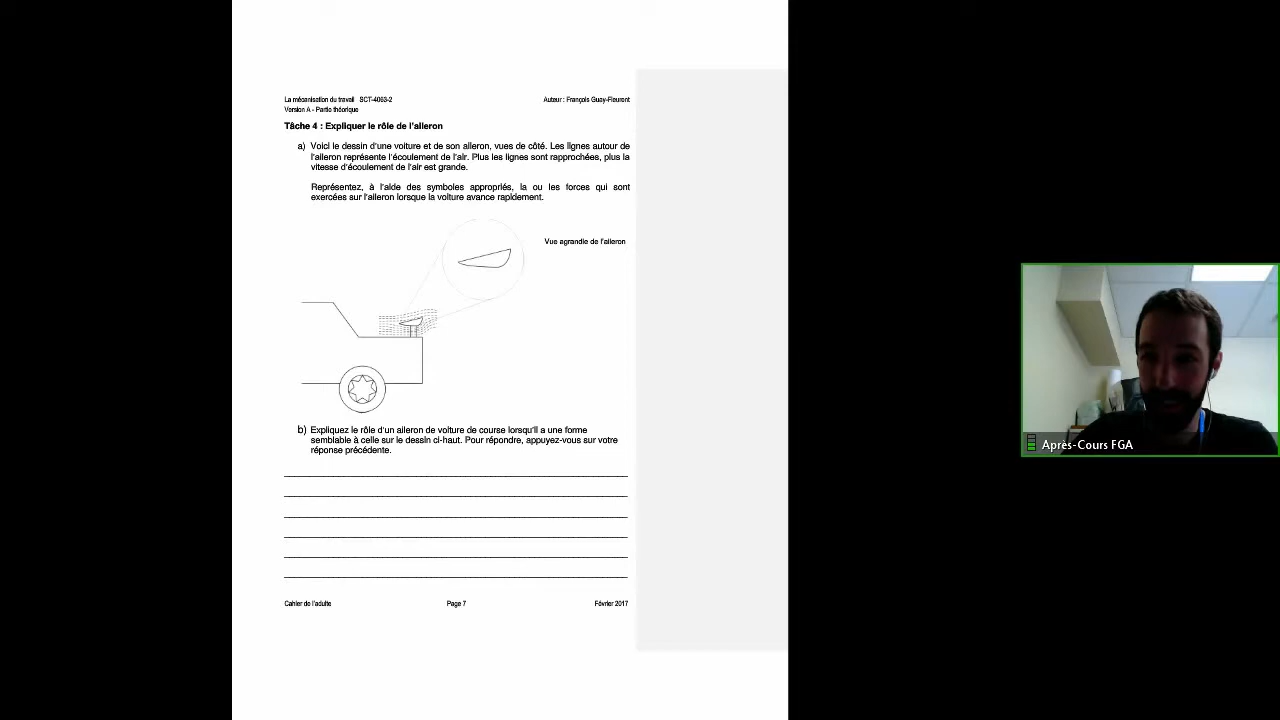 La mécanisation du travail SCT-4063-2
Auteur : François Guay-Fleurent
Version A - Partie théorique
Tâche 4 : Expliquer le rôle de l'aileron
a) Voici le dessin d'une voiture et de son aileron, vues de côté. Les lignes autour de
l'aileron représente l'écoulement de l'air. Plus les lignes sont rapprochées, plus la
vitesse d'écoulement de l'air est grande.
Représentez, à l'aide des symboles appropriés, la ou les forces qui sont
exercées sur l'aileron lorsque la voiture avance rapidement.
Vue agrandie de l'aileron
b) Expliquez le rôle d'un aileron de voiture de course lorsqu'il a une forme
semblable à celle sur le dessin ci-haut. Pour répondre, appuyez-vous sur votre
réponse précédente.
Cahier de l'adulte
Page 7
Février 2017
Après-Cours FGA